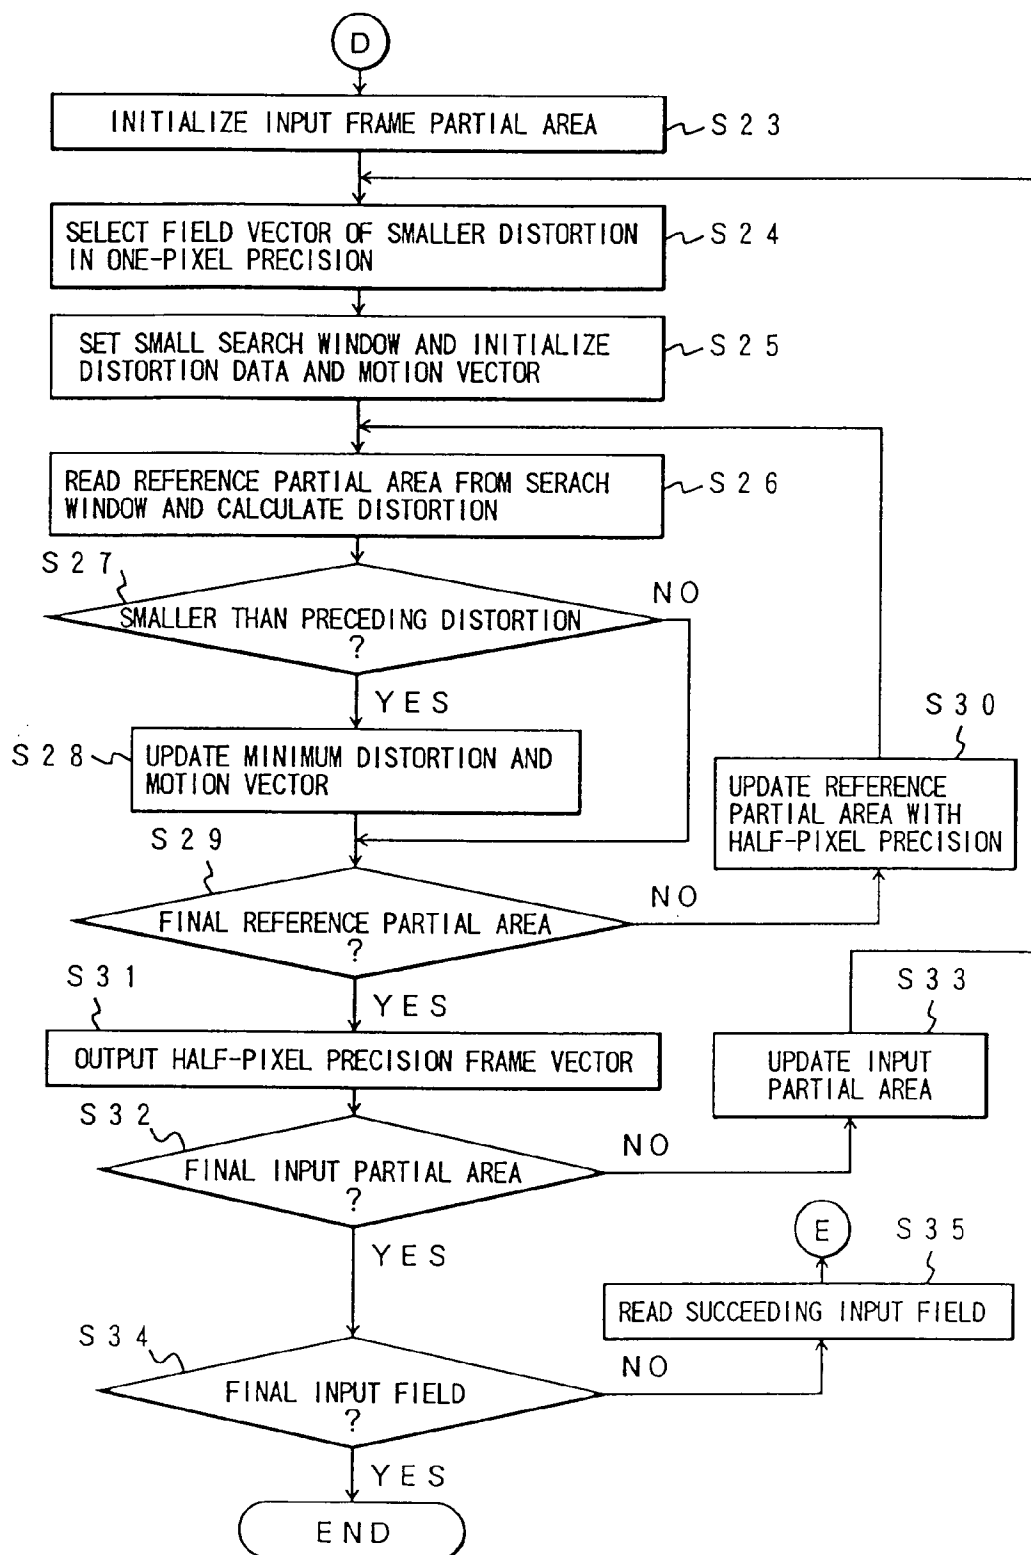 D
INITIALIZE INPUT FRAME PARTIAL AREA
S23
SELECT FIELD VECTOR OF SMALLER DISTORTION
IN ONE-PIXEL PRECISION
S24
SET SMALL SEARCH WINDOW AND INITIALIZE
DISTORTION DATA AND MOTION VECTOR
S25
READ REFERENCE PARTIAL AREA FROM SERACH
WINDOW AND CALCULATE DISTORTION
S26
S27
SMALLER THAN PRECEDING DISTORTION
?
NO
YES
S28
UPDATE MINIMUM DISTORTION AND
MOTION VECTOR
S30
UPDATE REFERENCE
PARTIAL AREA WITH
HALF-PIXEL PRECISION
S29
FINAL REFERENCE PARTIAL AREA
?
NO
YES
S31
OUTPUT HALF-PIXEL PRECISION FRAME VECTOR
S33
UPDATE INPUT
PARTIAL AREA
S32
FINAL INPUT PARTIAL AREA
?
NO
YES
E
S35
READ SUCCEEDING INPUT FIELD
S34
FINAL INPUT FIELD
?
NO
YES
END